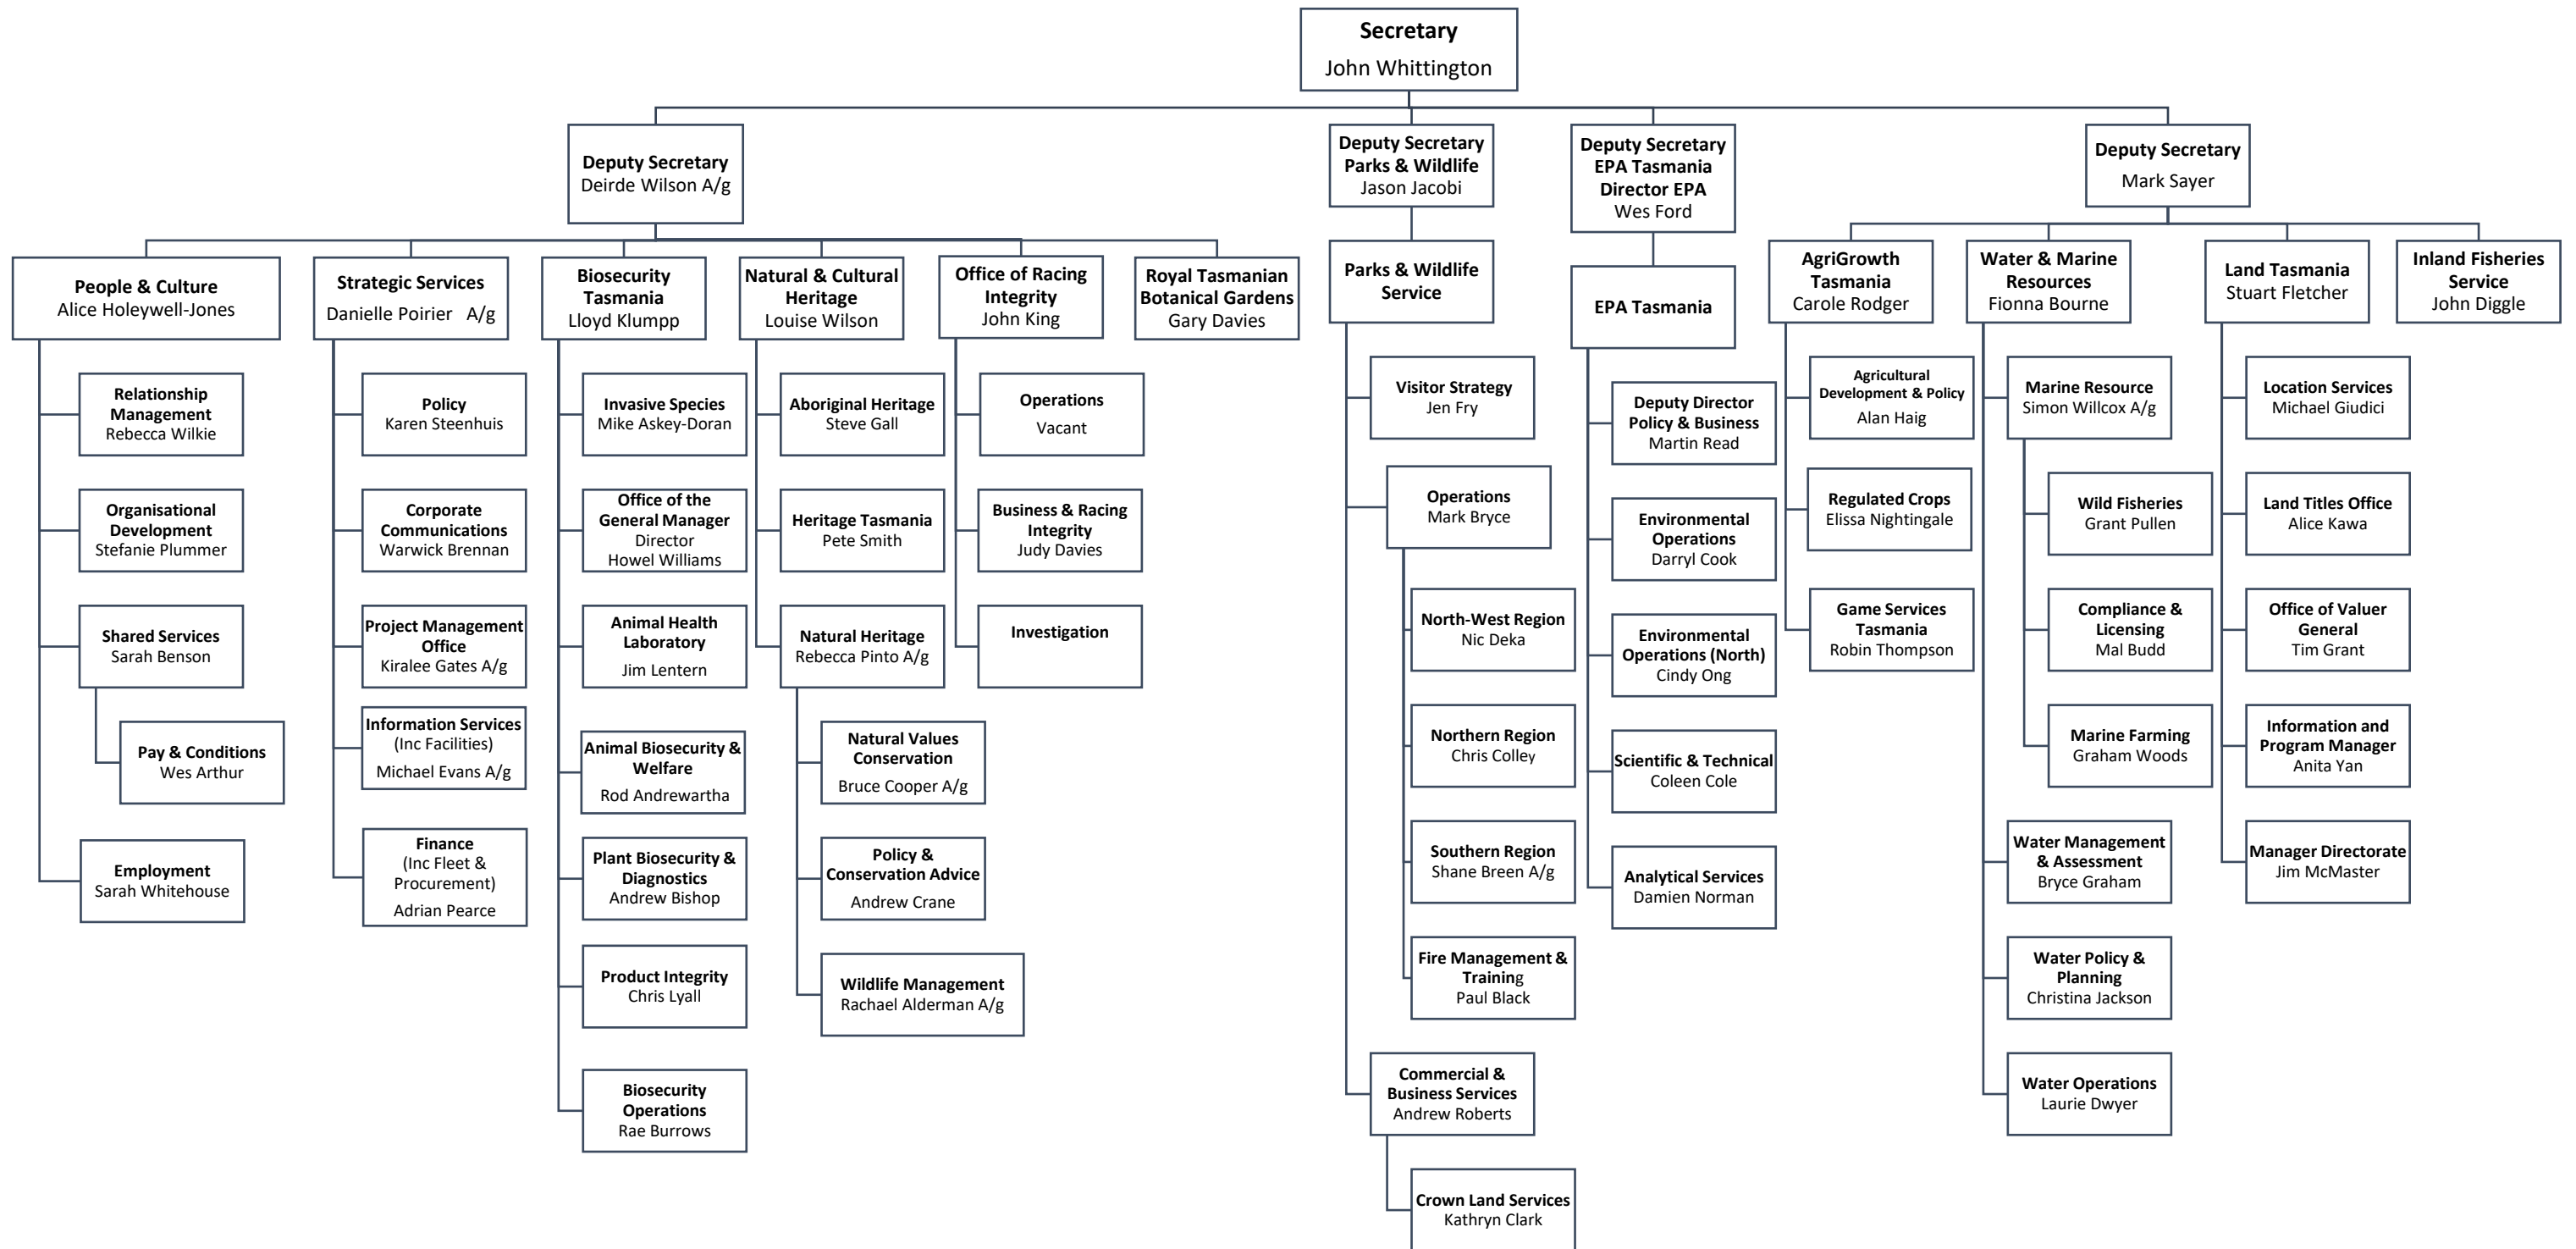 Secretary
John Whittington
Deputy Secretary
Deirde Wilson A/g
Deputy Secretary
Parks & Wildlife
Jason Jacobi
Deputy Secretary
EPA Tasmania
Director EPA
Wes Ford
Deputy Secretary
Mark Sayer
People & Culture
Alice Holeywell-Jones
Relationship
Management
Rebecca Wilkie
Organisational
Development
Stefanie Plummer
Shared Services
Sarah Benson
Pay & Conditions
Wes Arthur
Employment
Sarah Whitehouse
Strategic Services
Danielle Poirier A/g
Policy
Karen Steenhuis
Corporate
Communications
Warwick Brennan
Project Management
Office
Kiralee Gates A/g
Information Services
(Inc Facilities)
Michael Evans A/g
Finance
(Inc Fleet &
Procurement)
Adrian Pearce
Biosecurity
Tasmania
Lloyd Klumpp
Invasive Species
Mike Askey-Doran
Office of the
General Manager
Director
Howel Williams
Animal Health
Laboratory
Jim Lentern
Animal Biosecurity &
Welfare
Rod Andrewartha
Plant Biosecurity &
Diagnostics
Andrew Bishop
Product Integrity
Chris Lyall
Biosecurity
Operations
Rae Burrows
Natural & Cultural
Heritage
Louise Wilson
Aboriginal Heritage
Steve Gall
Heritage Tasmania
Pete Smith
Natural Heritage
Rebecca Pinto A/g
Natural Values
Conservation
Bruce Cooper A/g
Policy &
Conservation Advice
Andrew Crane
Wildlife Management
Rachael Alderman A/g
Office of Racing
Integrity
John King
Operations
Vacant
Business & Racing
Integrity
Judy Davies
Investigation
Royal Tasmanian
Botanical Gardens
Gary Davies
Parks & Wildlife
Service
Visitor Strategy
Jen Fry
Operations
Mark Bryce
North-West Region
Nic Deka
Northern Region
Chris Colley
Southern Region
Shane Breen A/g
Fire Management &
Training
Paul Black
Commercial &
Business Services
Andrew Roberts
Crown Land Services
Kathryn Clark
EPA Tasmania
Deputy Director
Policy & Business
Martin Read
Environmental
Operations
Darryl Cook
Environmental
Operations (North)
Cindy Ong
Scientific & Technical
Coleen Cole
Analytical Services
Damien Norman
AgriGrowth
Tasmania
Carole Rodger
Agricultural
Development & Policy
Alan Haig
Regulated Crops
Elissa Nightingale
Game Services
Tasmania
Robin Thompson
Water & Marine
Resources
Fionna Bourne
Marine Resource
Simon Willcox A/g
Wild Fisheries
Grant Pullen
Compliance &
Licensing
Mal Budd
Marine Farming
Graham Woods
Water Management
& Assessment
Bryce Graham
Water Policy &
Planning
Christina Jackson
Water Operations
Laurie Dwyer
Land Tasmania
Stuart Fletcher
Location Services
Michael Giudici
Land Titles Office
Alice Kawa
Office of Valuer
General
Tim Grant
Information and
Program Manager
Anita Yan
Manager Directorate
Jim McMaster
Inland Fisheries
Service
John Diggle